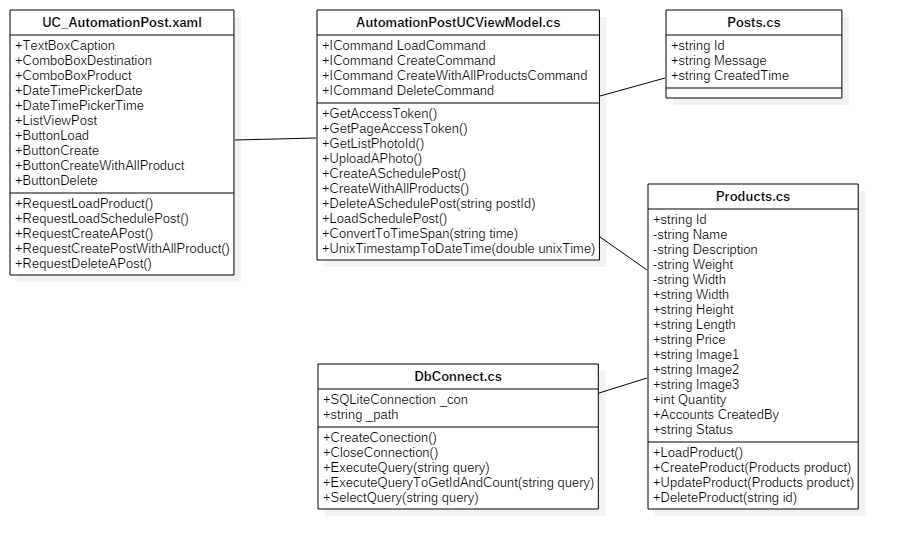 UC_AutomationPost.xaml
+TextBoxCaption
+ComboBoxDestination
+ComboBoxProduct
+DateTimePickerDate
+DateTimePickerTime
+ListViewPost
+ButtonLoad
+ButtonCreate
+ButtonCreateWithAllProduct
+ButtonDelete
+RequestLoadProduct()
+RequestLoadSchedulePost()
+RequestCreateAPost()
+RequestCreatePostWithAllProduct()
+RequestDeleteAPost()
AutomationPostUCViewModel.cs
+ICommand LoadCommand
+ICommand CreateCommand
+ICommand CreateWithAllProductsCommand
+ICommand DeleteCommand
+GetAccessToken()
+GetPageAccessToken()
+GetListPhotoId()
+UploadAPhoto()
+CreateASchedulePost()
+CreateWithAllProducts()
+DeleteASchedulePost(string postId)
+LoadSchedulePost()
+ConvertToTimeSpan(string time)
+UnixTimestampToDateTime(double unixTime)
Posts.cs
+string Id
+string Message
+string CreatedTime
Products.cs
+string Id
-string Name
-string Description
-string Weight
-string Width
+string Width
+string Height
+string Length
+string Price
+string Image1
+string Image2
+string Image3
+int Quantity
+Accounts CreatedBy
+string Status
+LoadProduct()
+CreateProduct(Products product)
+UpdateProduct(Products product)
+DeleteProduct(string id)
DbConnect.cs
+SQLiteConnection _con
+string _path
+CreateConection()
+CloseConnection()
+ExecuteQuery(string query)
+ExecuteQueryToGetIdAndCount(string query)
+SelectQuery(string query)